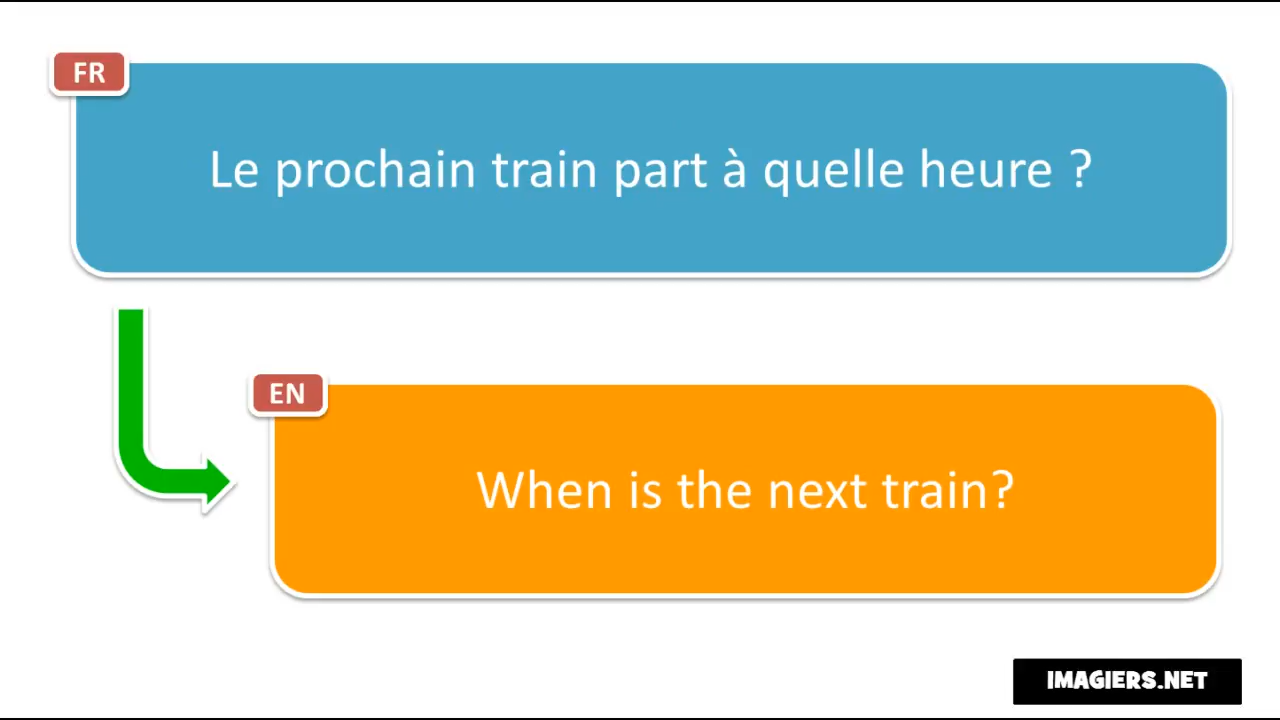 FR
Le prochain train part à quelle heure ?
EN
When is the next train?
IMAGIERS.NET